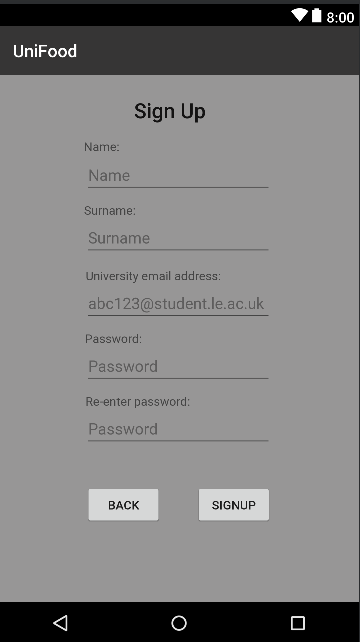 8:00
UniFood
Sign Up
Name:
Name
Surname:
Surname
University email address:
abc123@student.le.ac.uk
Password:
Password
Re-enter password:
Password
BACK SIGNUP